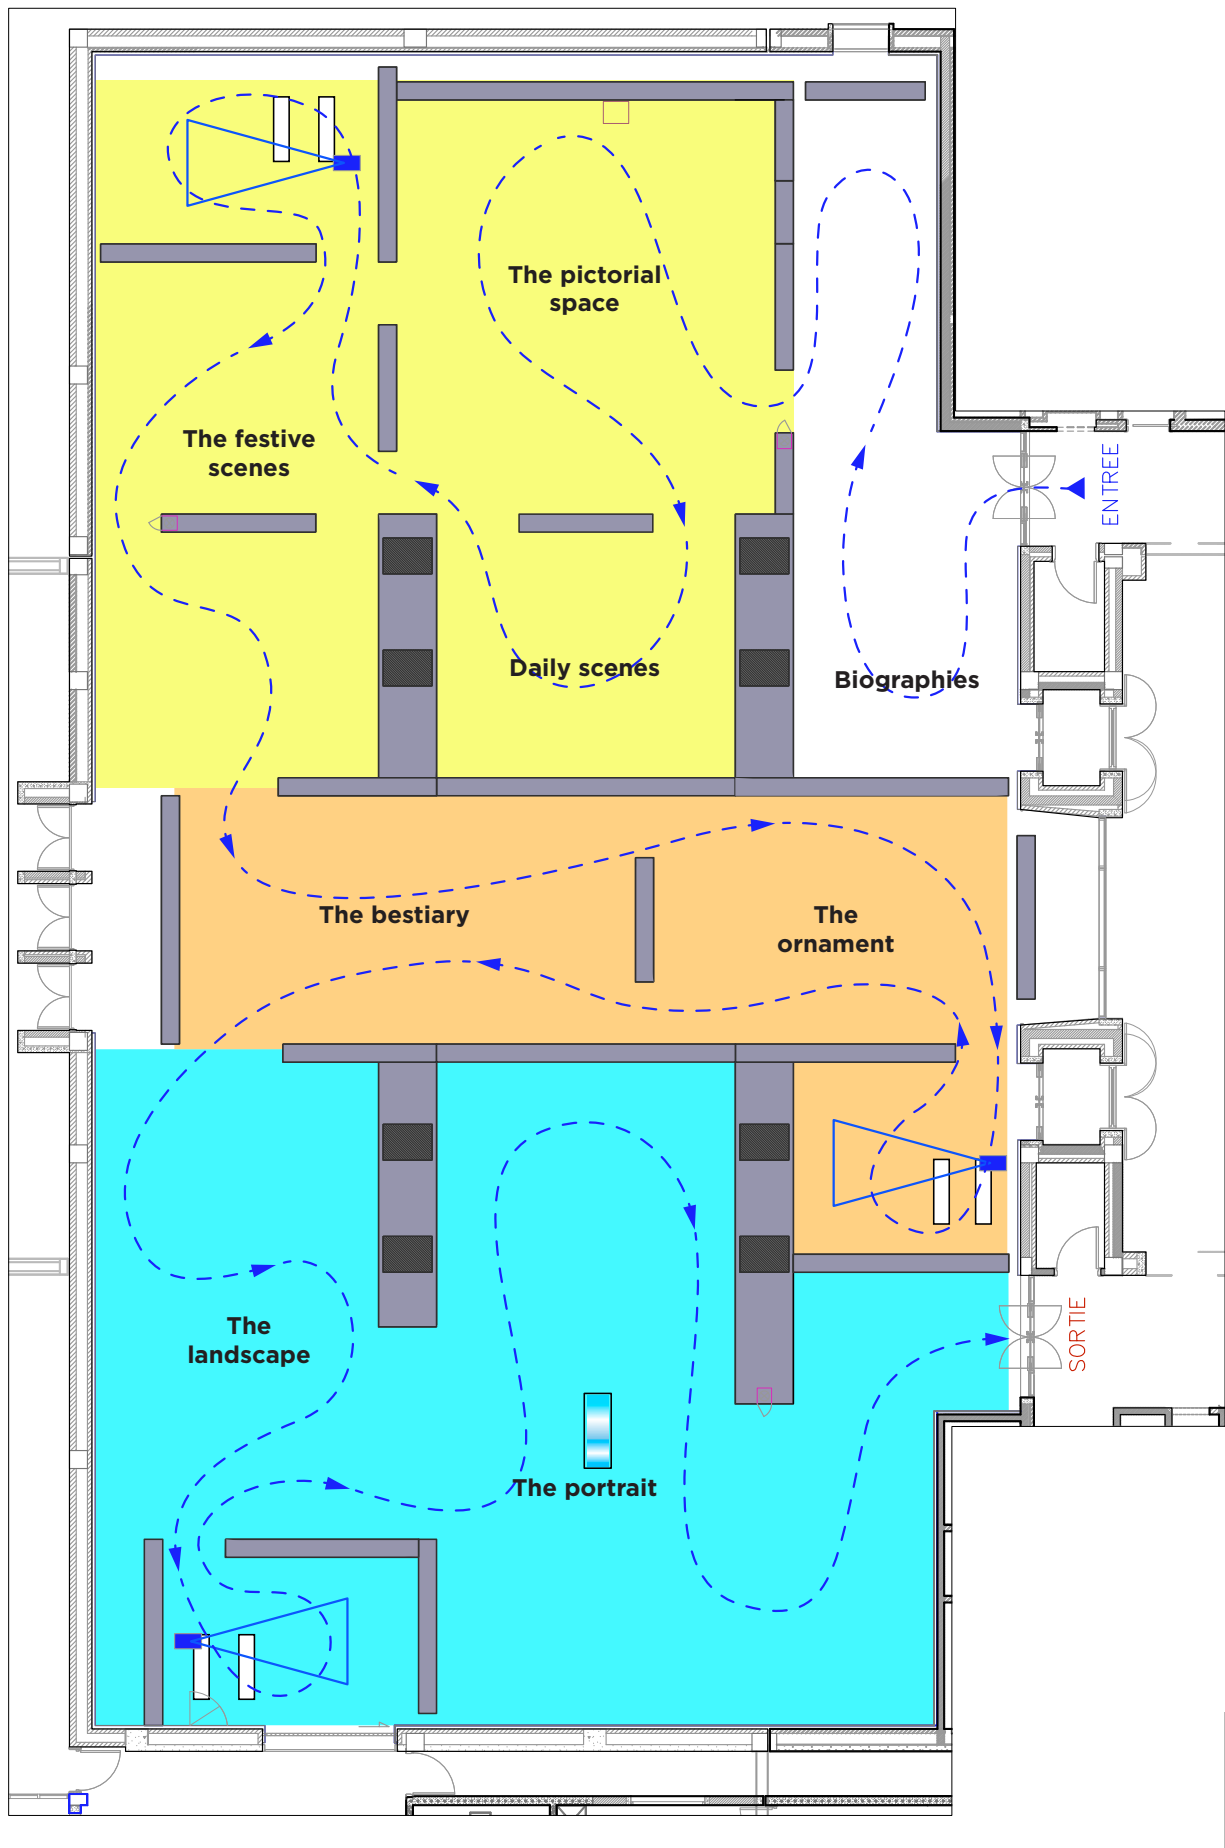 The pictorial
space
The festive
scenes
ENTREE
Daily scenes
Biographies
The bestiary
The
ornament
The
landscape
SORTIE
The portrait